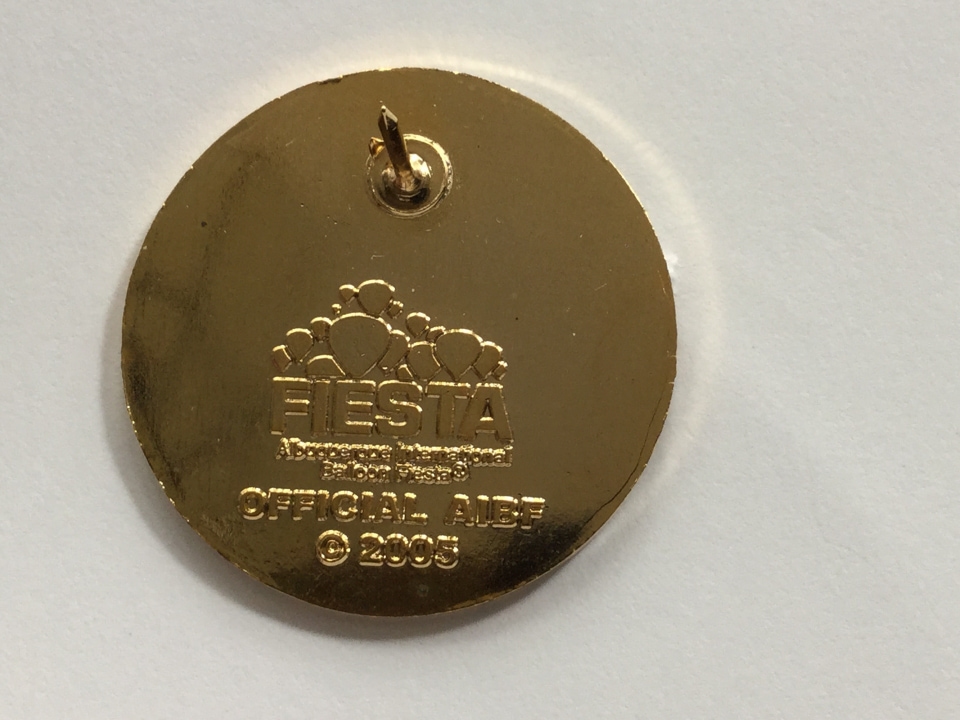 FIESTA
Albuquerque International
Balloon Fiesta®
OFFICIAL AIBF
© 2005